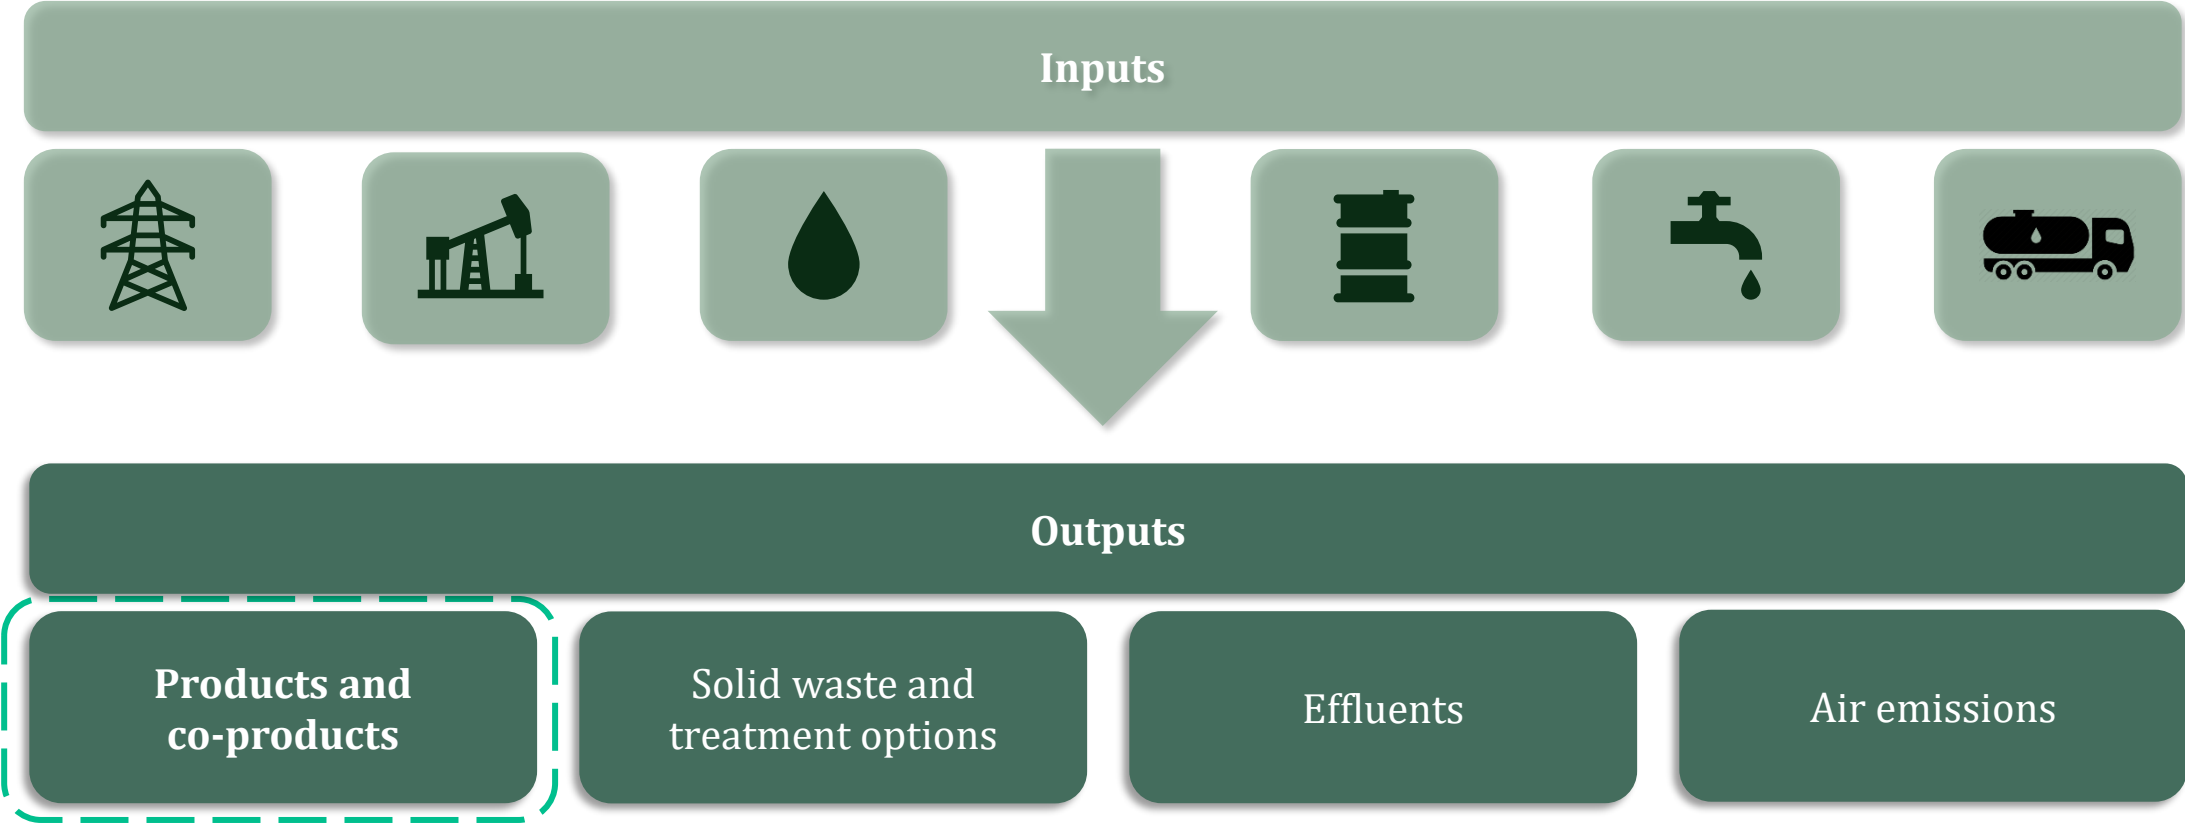 Inputs
Outputs
Products and
co-products
Solid waste and
treatment options
Effluents
Air emissions